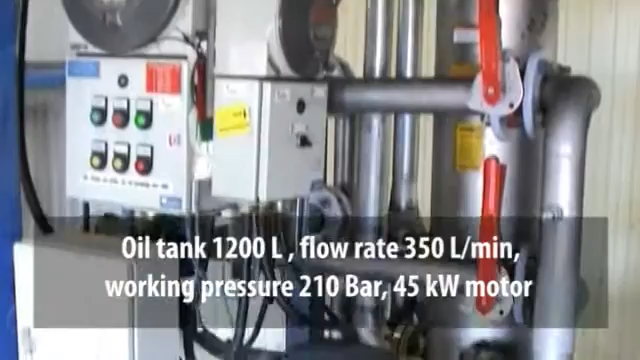 Oil tank 1200 L , flow rate 350 L/min,
working pressure 210 Bar, 45 kW motor